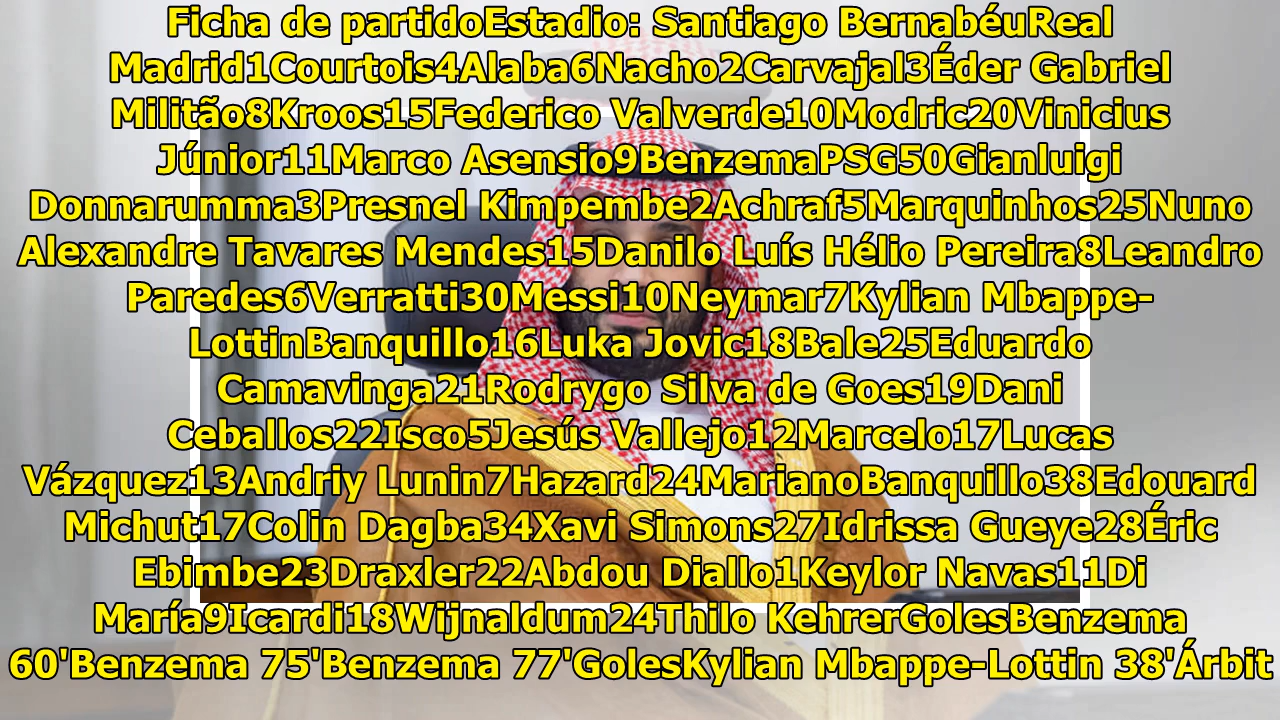 Ficha de partidoEstadio: Santiago BernabéuReal
Madrid1Courtois4Alaba6Nacho2Carvajal3Éder Gabriel
Militão8Kroos15Federico Valverde10Modric20Vinicius
Júnior11Marco Asensio9BenzemaPSG50Gianluigi
Donnarumma3Presnel Kimpembe2Achraf5Marquinhos25Nuno
Alexandre Tavares Mendes15Danilo Luís Hélio Pereira8Leandro
Paredes6Verratti30Messi10Neymar7Kylian Mbappe-
LottinBanquillo16Luka Jovic18Bale25Eduardo
Camavinga21Rodrygo Silva de Goes19Dani
Ceballos22Isco5Jesús Vallejo12Marcelo17Lucas
Vázquez13Andriy Lunin7Hazard24MarianoBanquillo38Edouard
Michut17Colin Dagba34Xavi Simons27Idrissa Gueye28Éric
Ebimbe23Draxler22Abdou Diallo1Keylor Navas11Di
María9Icardi18Wijnaldum24Thilo KehrerGolesBenzema
60'Benzema 75'Benzema 77'GolesKylian Mbappe-Lottin 38'Árbit